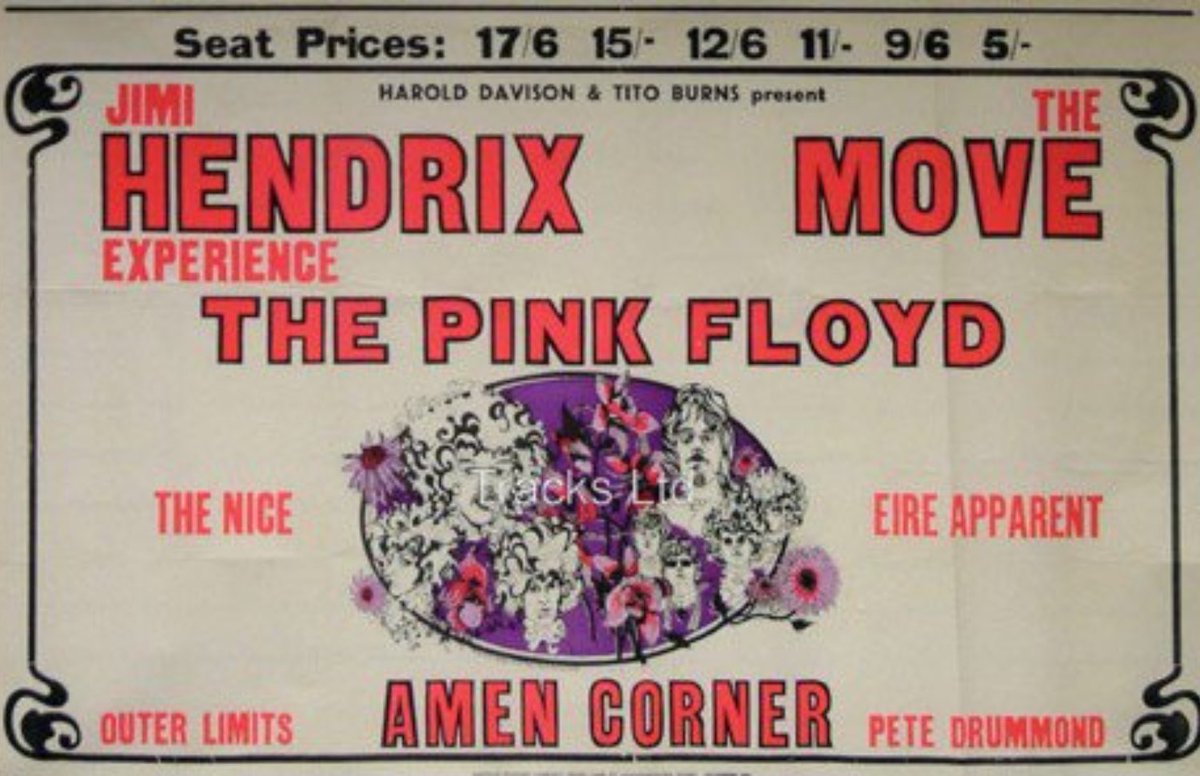 Seat Prices: 17/6 15/- 12/6 11/- 9/6 5/-
HAROLD DAVISON & TITO BURNS present
JIMI
HENDRIX
EXPERIENCE
THE
MOVE
THE PINK FLOYD
Tracks Ltd
THE NICE
EIRE APPARENT
OUTER LIMITS
AMEN CORNER
PETE DRUMMOND